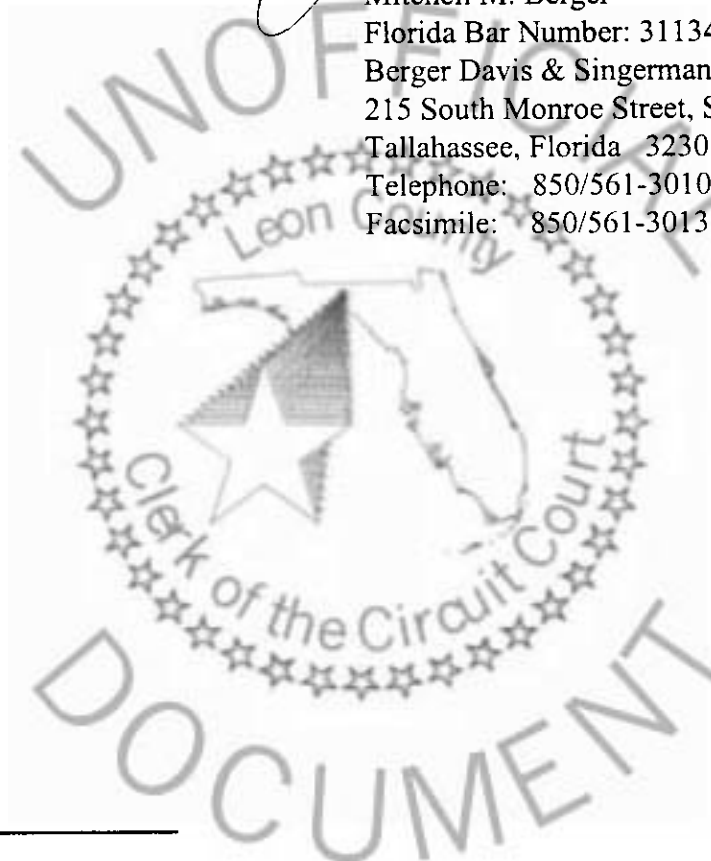 Mitchell M. Berger
Florida Bar Number: 31134
Berger Davis & Singerman
215 South Monroe Street, S
Tallahassee, Florida 3230
Telephone: 850/561-3010
Facsimile: 850/561-3013
UNOFFICIAL
Leon County
Clerk of the Circuit Court
DOCUMENT